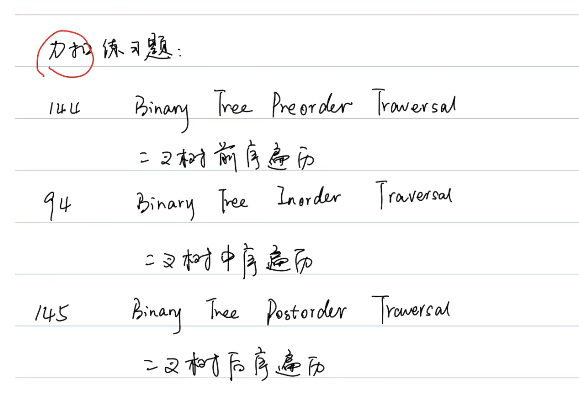 力扣练习题:
144 Binary Tree Preorder Traversal
二叉树前序遍历
94 Binary Tree Inorder Traversal
二叉树中序遍历
145 Binary Tree Postorder Traversal
二叉树后序遍历